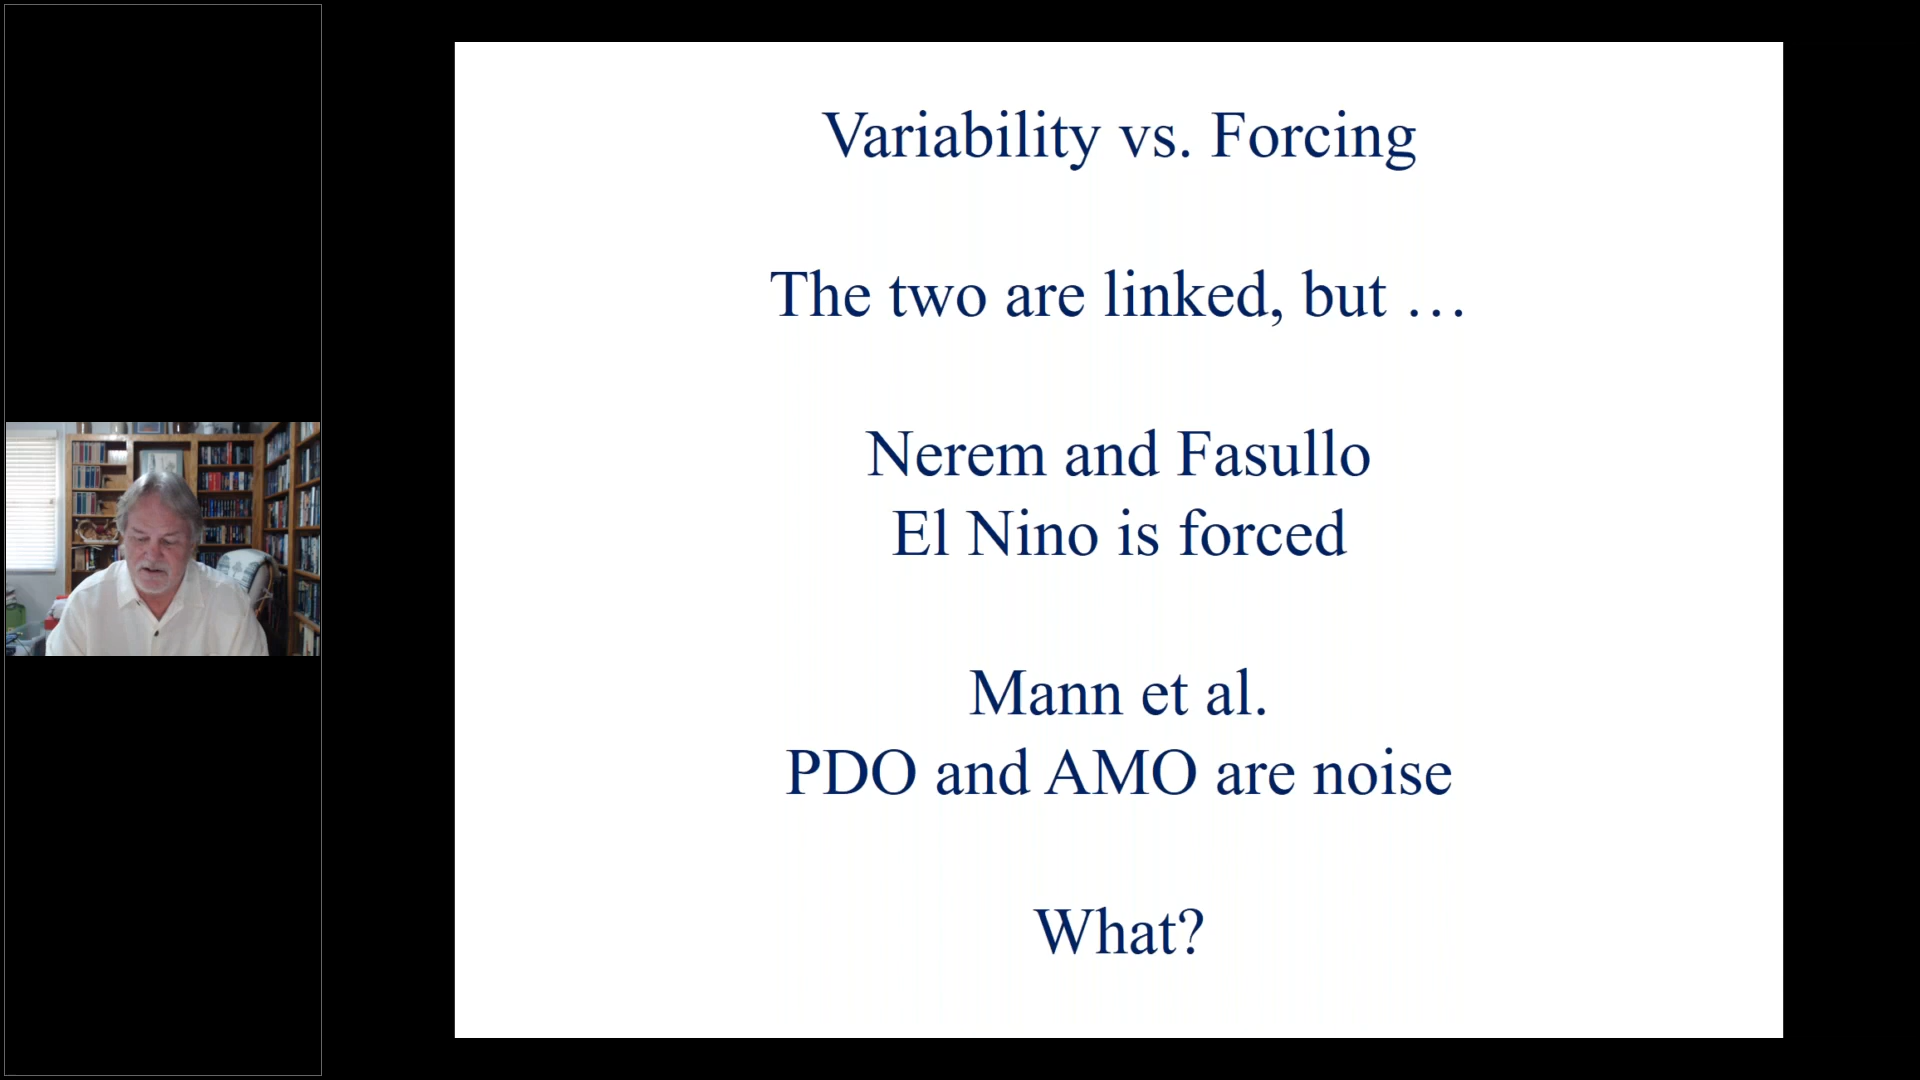 Variability vs. Forcing
The two are linked, but …
Nerem and Fasullo
El Nino is forced
Mann et al.
PDO and AMO are noise
What?